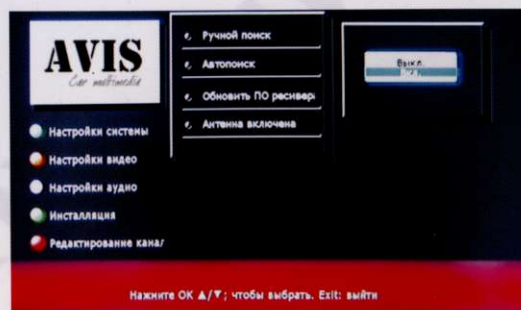 AVIS
Car multimedia
Настройки системы
Настройки видео
Настройки аудио
Инсталляция
Редактирование канал
Ручной поиск
Автопоиск
Обновить ПО ресивера
Антенна включена
Выкл.
Нажмите OK ▲/▼; чтобы выбрать. Exit: выйти